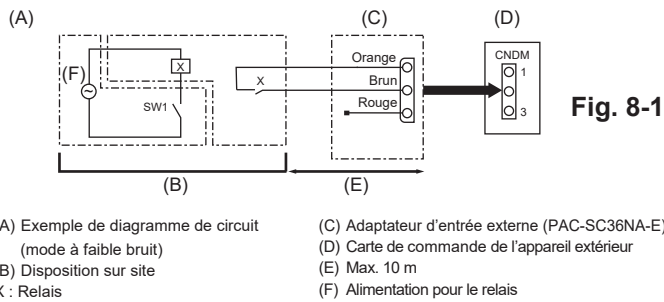 (A)
(C)
(D)
(F)
X
SW1
X
Orange
Brun
Rouge
CNDM
1
3
Fig. 8-1
(B)
(E)
A) Exemple de diagramme de circuit
(mode à faible bruit)
B) Disposition sur site
X : Relais
(C) Adaptateur d'entrée externe (PAC-SC36NA-E)
(D) Carte de commande de l'appareil extérieur
(E) Max. 10 m
(F) Alimentation pour le relais